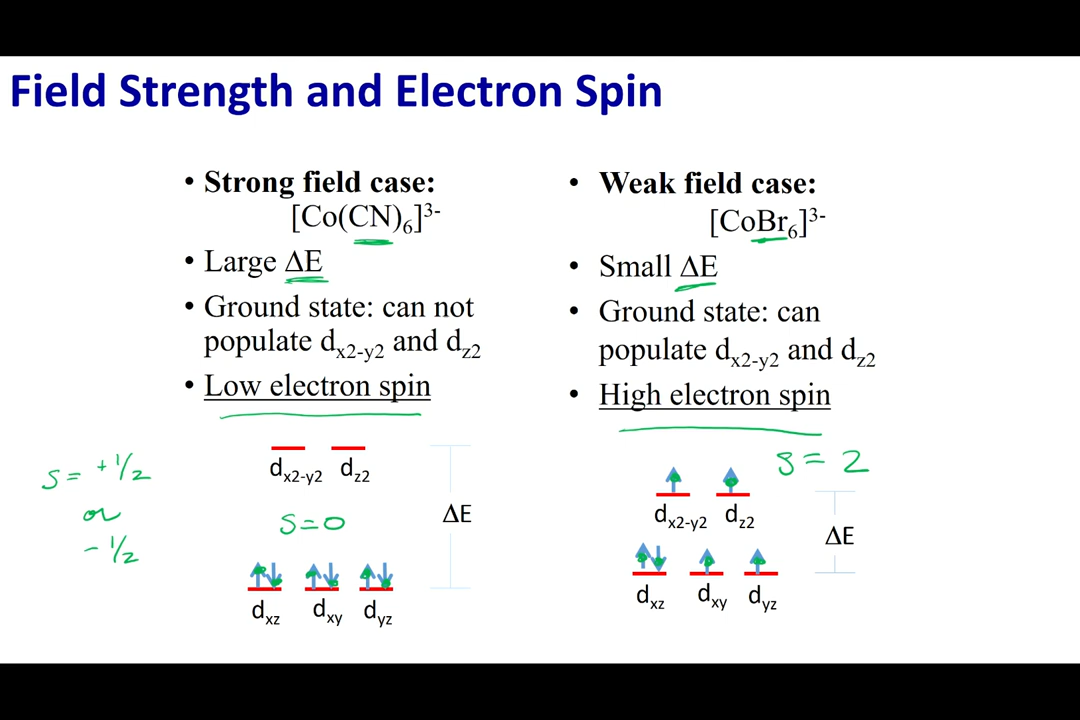 Field Strength and Electron Spin
• Strong field case:
[Co(CN)6]3-
• Large ΔE
• Ground state: can not
populate dx2-y2 and dz2
• Low electron spin
• Weak field case:
[CoBr6]3-
• Small ΔE
• Ground state: can
populate dx2-y2 and dz2
• High electron spin
S = +1/2
or
- 1/2
dx2-y2 dz2
S=0
ΔE
dxz dxy dyz
S = 2
dx2-y2 dz2
ΔE
dxz dxy dyz